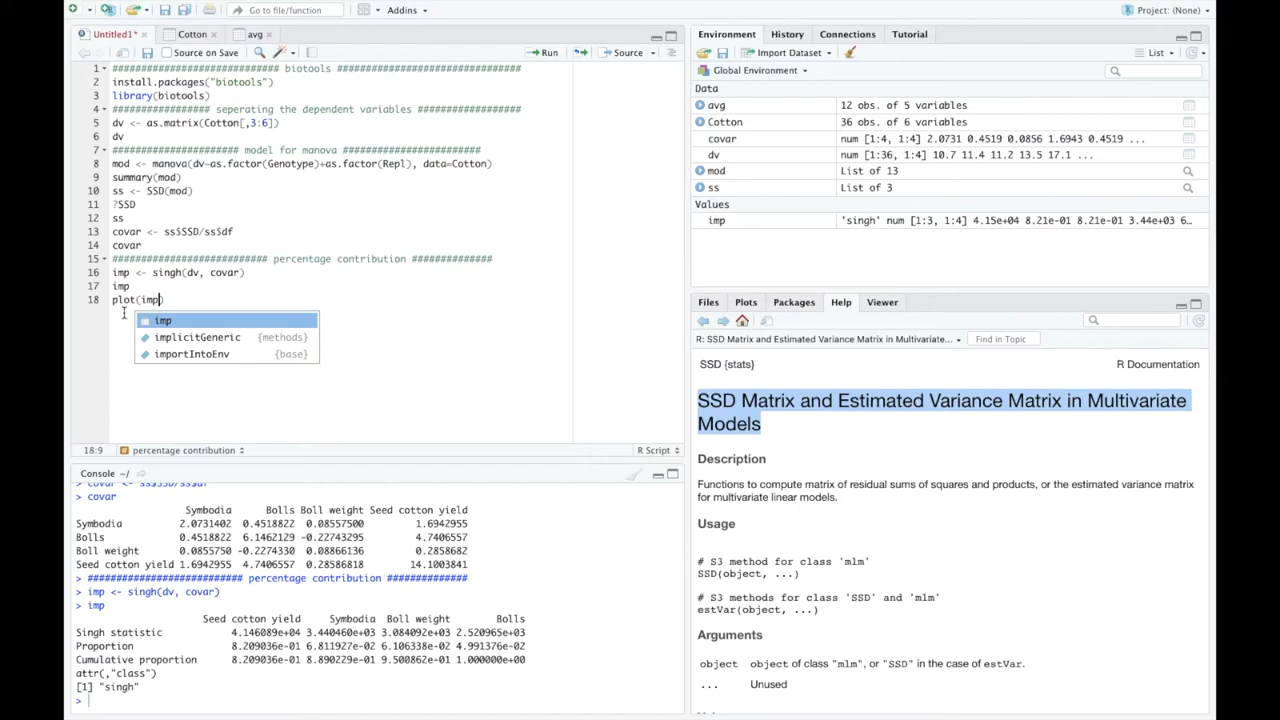 Go to file/function
Addins
Project: (None)
Untitled1*
Cotton
avg
Source on Save
Run
Source
1 ############################# biotools ################################
2 install.packages("biotools")
3 library(biotools)
4 ################# seperating the dependent variables ##################
5 dv <- as.matrix(Cotton[,3:6])
6 dv
7 ###################### model for manova ########################
8 mod <- manova(dv~as.factor(Genotype)+as.factor(Repl), data=Cotton)
9 summary(mod)
10 ss <- SSD(mod)
11 ?SSD
12 ss
13 covar <- ss$SSD/ss$df
14 covar
15 ########################### percentage contribution ##############
16 imp <- singh(dv, covar)
17 imp
18 plot(imp)
imp
implicitGeneric {methods}
importIntoEnv {base}
18:9 percentage contribution
R Script
Console ~/
> covar <- ss$SSD/ss$df
> covar
Symbodia Bolls Boll weight Seed cotton yield
Symbodia 2.0731402 0.4518822 0.08557500 1.6942955
Bolls 0.4518822 6.1462129 -0.22743295 4.7406557
Boll weight 0.0855750 -0.2274330 0.08866136 0.2858682
Seed cotton yield 1.6942955 4.7406557 0.28586818 14.1003841
> ########################### percentage contribution ##############
> imp <- singh(dv, covar)
> imp
Seed cotton yield Symbodia Boll weight Bolls
Singh statistic 4.146089e+04 3.440460e+03 3.084092e+03 2.520965e+03
Proportion 8.209036e-01 6.811927e-02 6.106338e-02 4.991376e-02
Cumulative proportion 8.209036e-01 8.890229e-01 9.500862e-01 1.000000e+00
attr(,"class")
[1] "singh"
>
Environment History Connections Tutorial
Import Dataset
List
Global Environment
Data
avg 12 obs. of 5 variables
Cotton 36 obs. of 6 variables
covar num [1:4, 1:4] 2.0731 0.4519 0.0856 1.6943 0.4519 ...
dv num [1:36, 1:4] 10.7 11.4 11.2 13.5 17.1 ...
mod List of 13
ss List of 3
Values
imp 'singh' num [1:3, 1:4] 4.15e+04 8.21e-01 8.21e-01 3.44e+03 6…
Files Plots Packages Help Viewer
R: SSD Matrix and Estimated Variance Matrix in Multivariate...
Find in Topic
SSD {stats}
R Documentation
SSD Matrix and Estimated Variance Matrix in Multivariate
Models
Description
Functions to compute matrix of residual sums of squares and products, or the estimated variance matrix
for multivariate linear models.
Usage
# S3 method for class 'mlm'
SSD(object, ...)
# S3 methods for class 'SSD' and 'mlm'
estVar(object, ...)
Arguments
object object of class "mlm", or "SSD" in the case of estVar.
... Unused